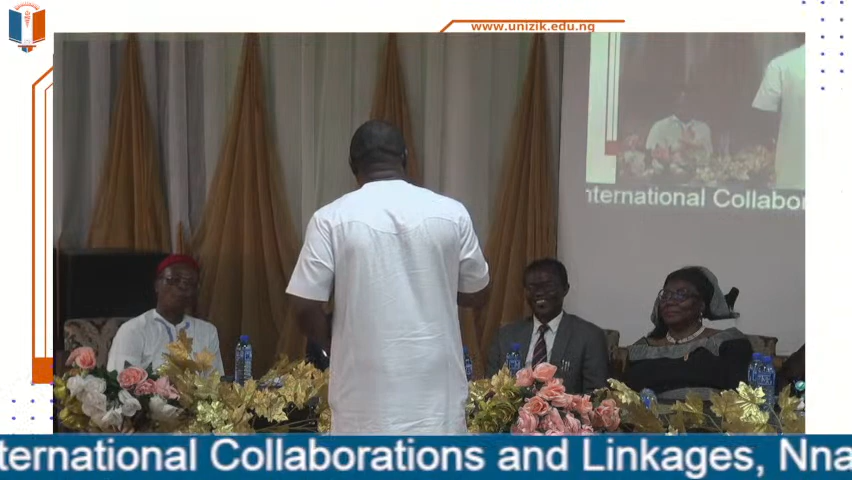 www.unizik.edu.ng
nternational Collabor
ternational Collaborations and Linkages, Nna